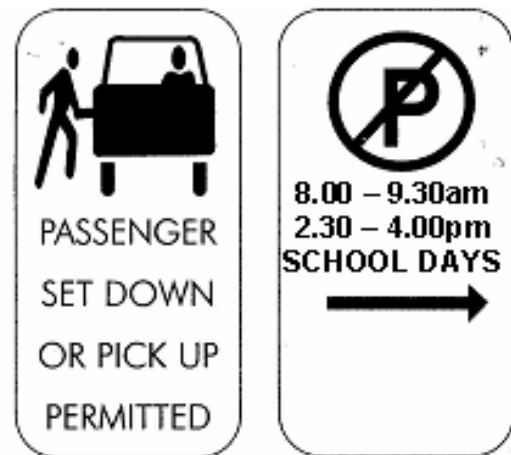 PASSENGER
SET DOWN
OR PICK UP
PERMITTED
P
8.00 – 9.30am
2.30 – 4.00pm
SCHOOL DAYS